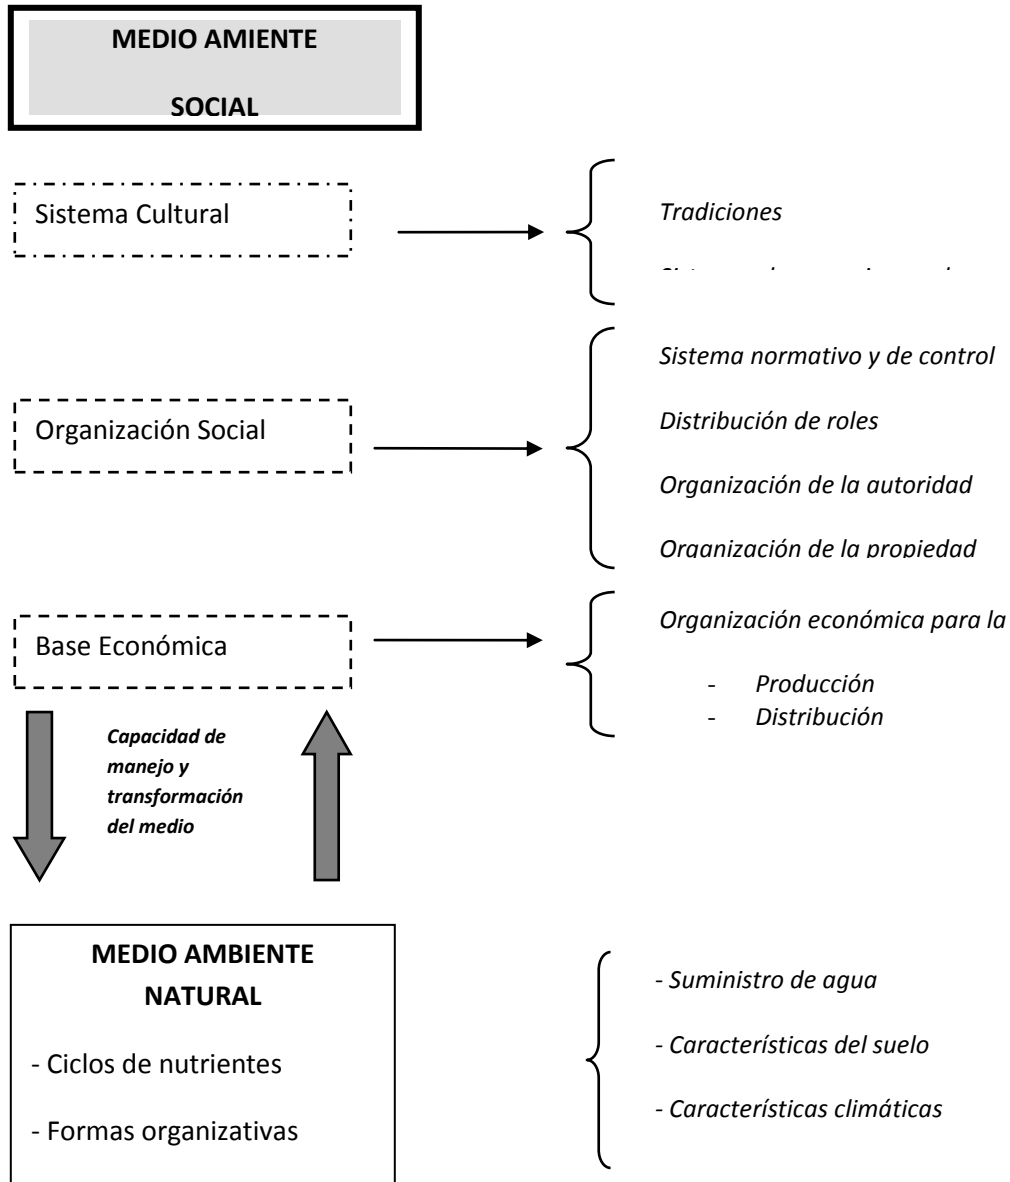 MEDIO AMIENTE
SOCIAL
Sistema Cultural
Tradiciones
Sistema normativo y de control
Organización Social
Distribución de roles
Organización de la autoridad
Organización de la propiedad
Base Económica
Organización económica para la
- Producción
- Distribución
Capacidad de
manejo y
transformación
del medio
MEDIO AMBIENTE
NATURAL
- Ciclos de nutrientes
- Formas organizativas
- Suministro de agua
- Características del suelo
- Características climáticas